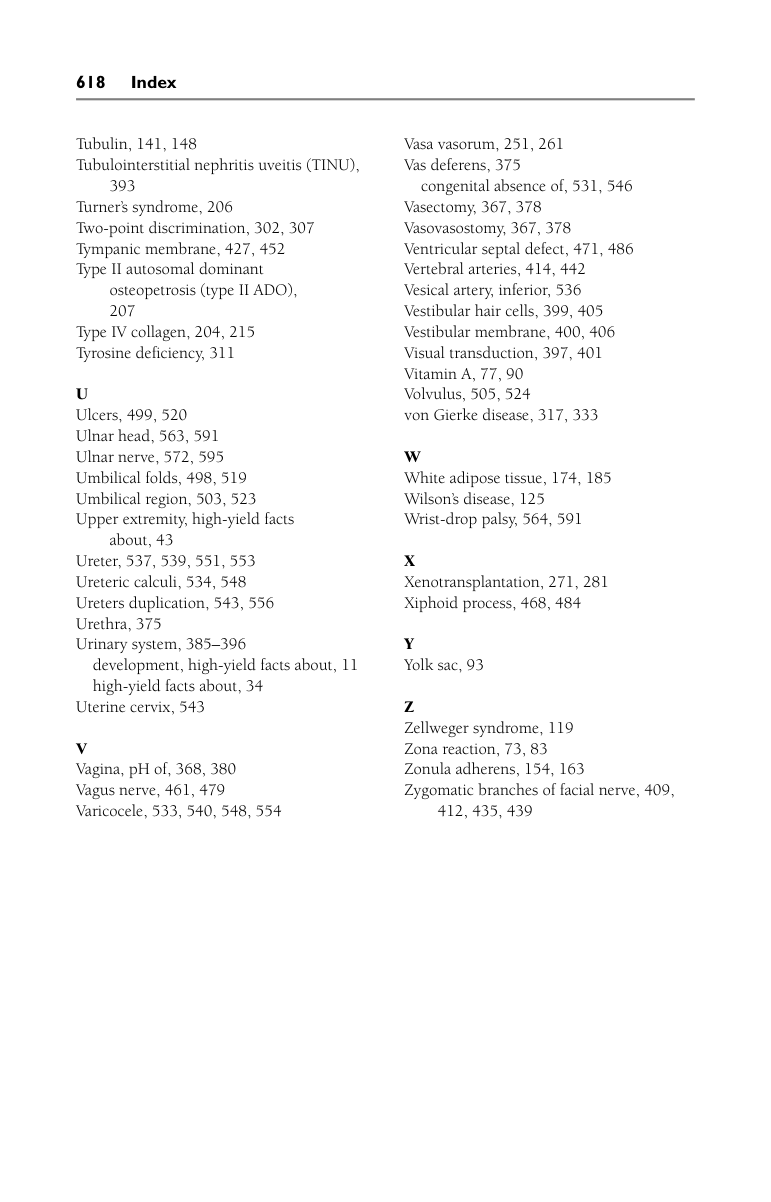 618 Index
Tubulin, 141, 148
Tubulointerstitial nephritis uveitis (TINU),
393
Turner's syndrome, 206
Two-point discrimination, 302, 307
Tympanic membrane, 427, 452
Type II autosomal dominant
osteopetrosis (type II ADO),
207
Type IV collagen, 204, 215
Tyrosine deficiency, 311
U
Ulcers, 499, 520
Ulnar head, 563, 591
Ulnar nerve, 572, 595
Umbilical folds, 498, 519
Umbilical region, 503, 523
Upper extremity, high-yield facts
about, 43
Ureter, 537, 539, 551, 553
Ureteric calculi, 534, 548
Ureters duplication, 543, 556
Urethra, 375
Urinary system, 385–396
development, high-yield facts about, 11
high-yield facts about, 34
Uterine cervix, 543
V
Vagina, pH of, 368, 380
Vagus nerve, 461, 479
Varicocele, 533, 540, 548, 554
Vasa vasorum, 251, 261
Vas deferens, 375
congenital absence of, 531, 546
Vasectomy, 367, 378
Vasovasostomy, 367, 378
Ventricular septal defect, 471, 486
Vertebral arteries, 414, 442
Vesical artery, inferior, 536
Vestibular hair cells, 399, 405
Vestibular membrane, 400, 406
Visual transduction, 397, 401
Vitamin A, 77, 90
Volvulus, 505, 524
von Gierke disease, 317, 333
W
White adipose tissue, 174, 185
Wilson's disease, 125
Wrist-drop palsy, 564, 591
X
Xenotransplantation, 271, 281
Xiphoid process, 468, 484
Y
Yolk sac, 93
Z
Zellweger syndrome, 119
Zona reaction, 73, 83
Zonula adherens, 154, 163
Zygomatic branches of facial nerve, 409,
412, 435, 439